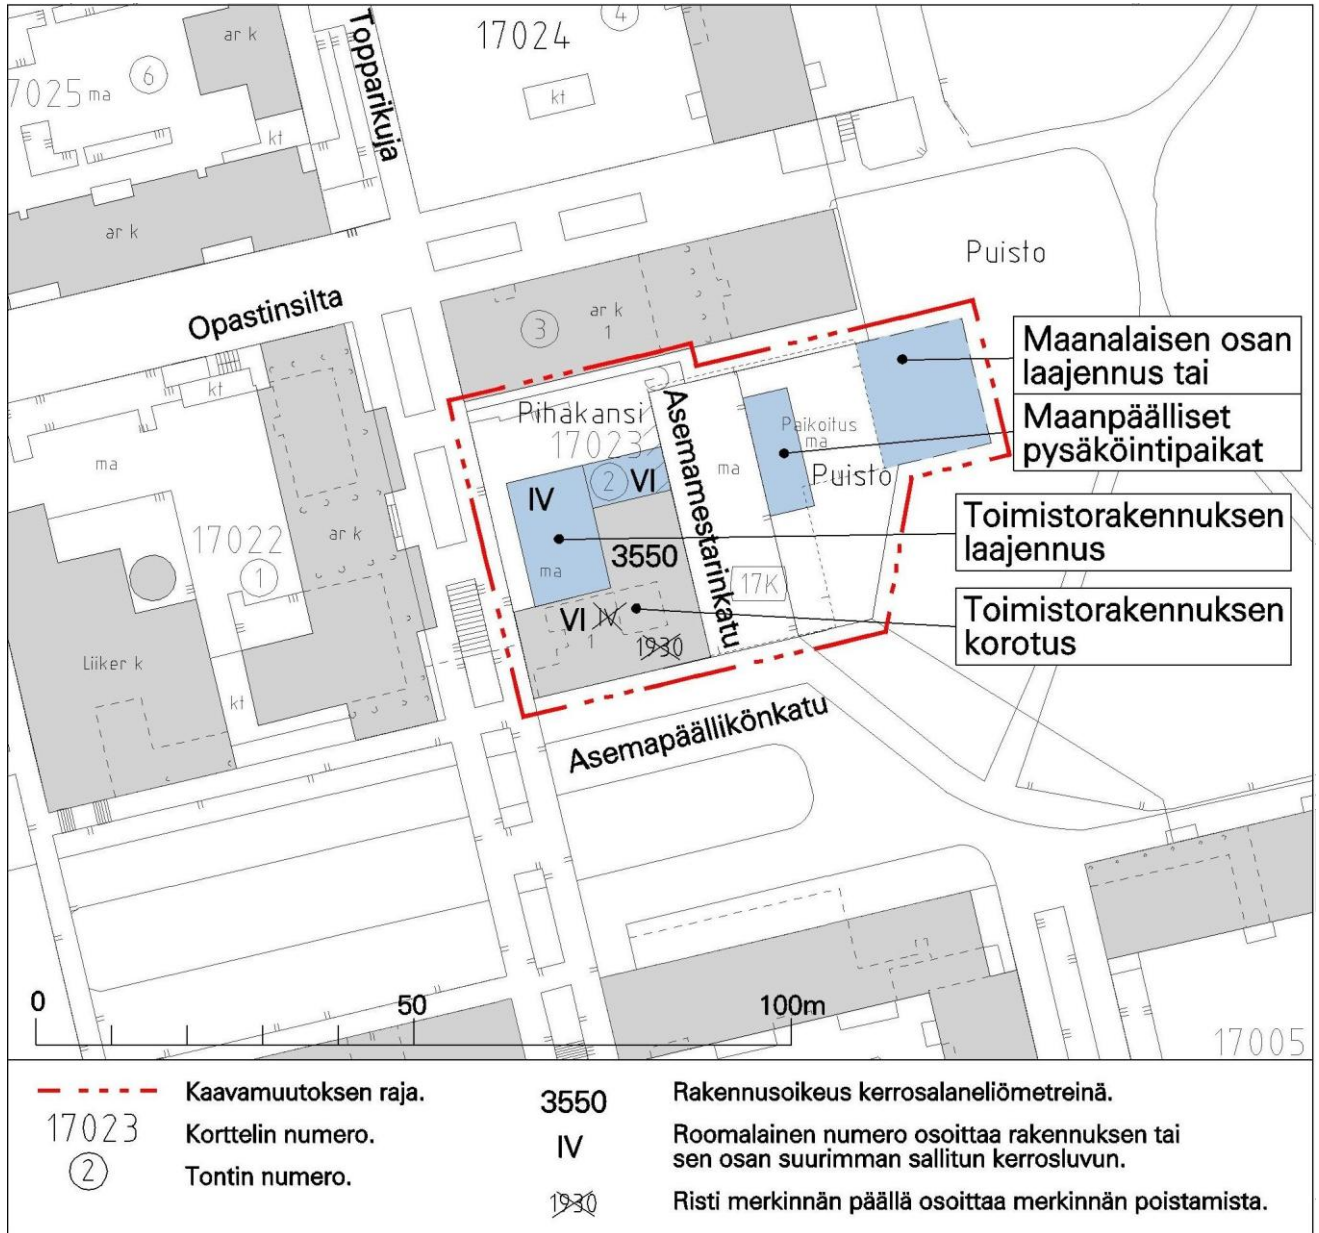 ar k
Topparikuja
17024
4
7025 ma
6
kt
kt
ar k
Puisto
Opastinsilta
3
ar k
1
Maanalaisen osan
laajennus tai
Maanpäälliset
pysäköintipaikat
kt
Pihakansi
17023
Asemamestarinkatu
Paikoitus
ma
Puisto
ma
ma
IV
2
VI
Toimistorakennuksen
laajennus
17022
1
ar k
3550
ma
17K
VI IV
1
1930
Toimistorakennuksen
korotus
Liiker k
kt
Asemapäällikönkatu
0
50
100m
17005
Kaavamuutoksen raja.
17023
Korttelin numero.
2
Tontin numero.
3550
Rakennusoikeus kerrosalaneliömetreinä.
IV
Roomalainen numero osoittaa rakennuksen tai
sen osan suurimman sallitun kerrosluvun.
1930
Risti merkinnän päällä osoittaa merkinnän poistamista.